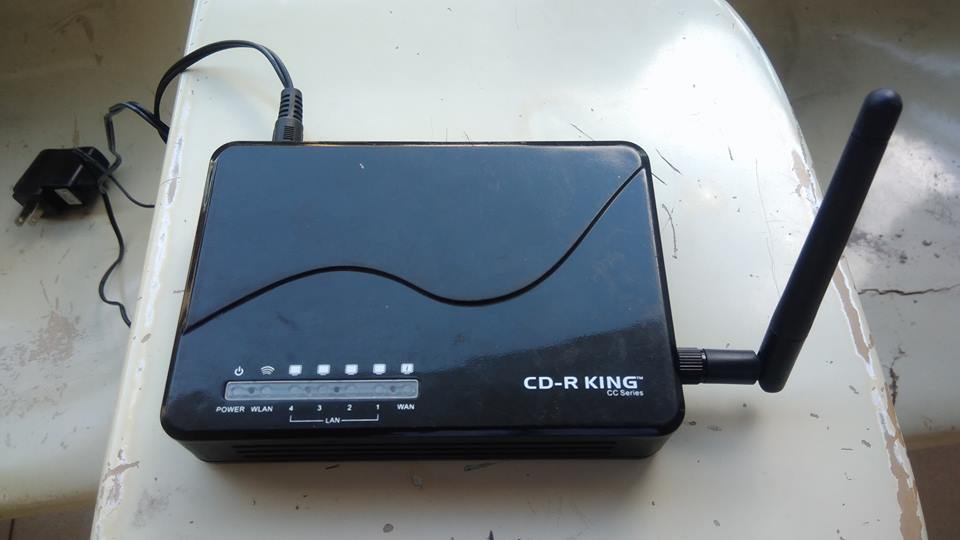 CD-R KING™
CC Series
POWER WLAN 4 3 2 1 WAN
LAN